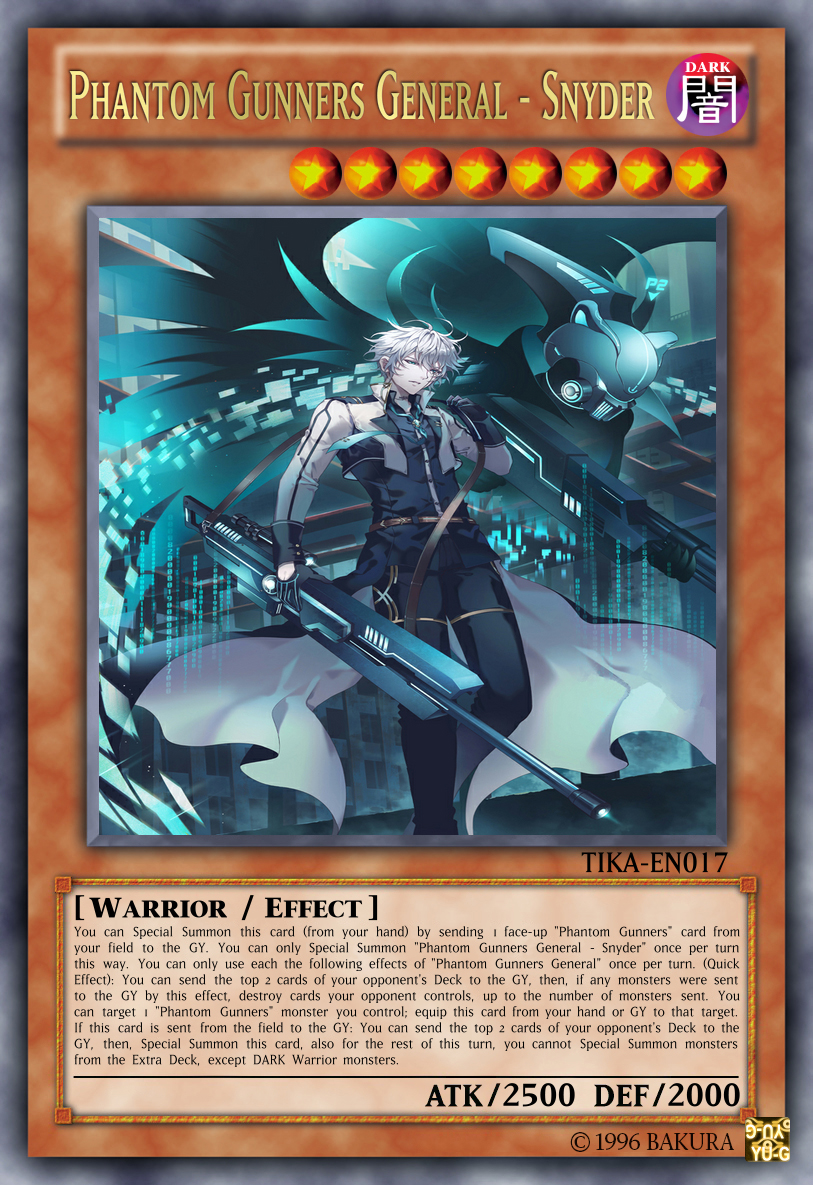 PHANTOM GUNNERS GENERAL - SNYDER
DARK
闇
P2
TIKA-EN017
[ WARRIOR / EFFECT ]
You can Special Summon this card (from your hand) by sending 1 face-up "Phantom Gunners" card from
your field to the GY. You can only Special Summon "Phantom Gunners General - Snyder" once per turn
this way. You can only use each the following effects of "Phantom Gunners General" once per turn. (Quick
Effect): You can send the top 2 cards of your opponent's Deck to the GY, then, if any monsters were sent
to the GY by this effect, destroy cards your opponent controls, up to the number of monsters sent. You
can target 1 "Phantom Gunners" monster you control; equip this card from your hand or GY to that target.
If this card is sent from the field to the GY: You can send the top 2 cards of your opponent's Deck to the
GY, then, Special Summon this card, also for the rest of this turn, you cannot Special Summon monsters
from the Extra Deck, except DARK Warrior monsters.
ATK/2500 DEF/2000
© 1996 BAKURA